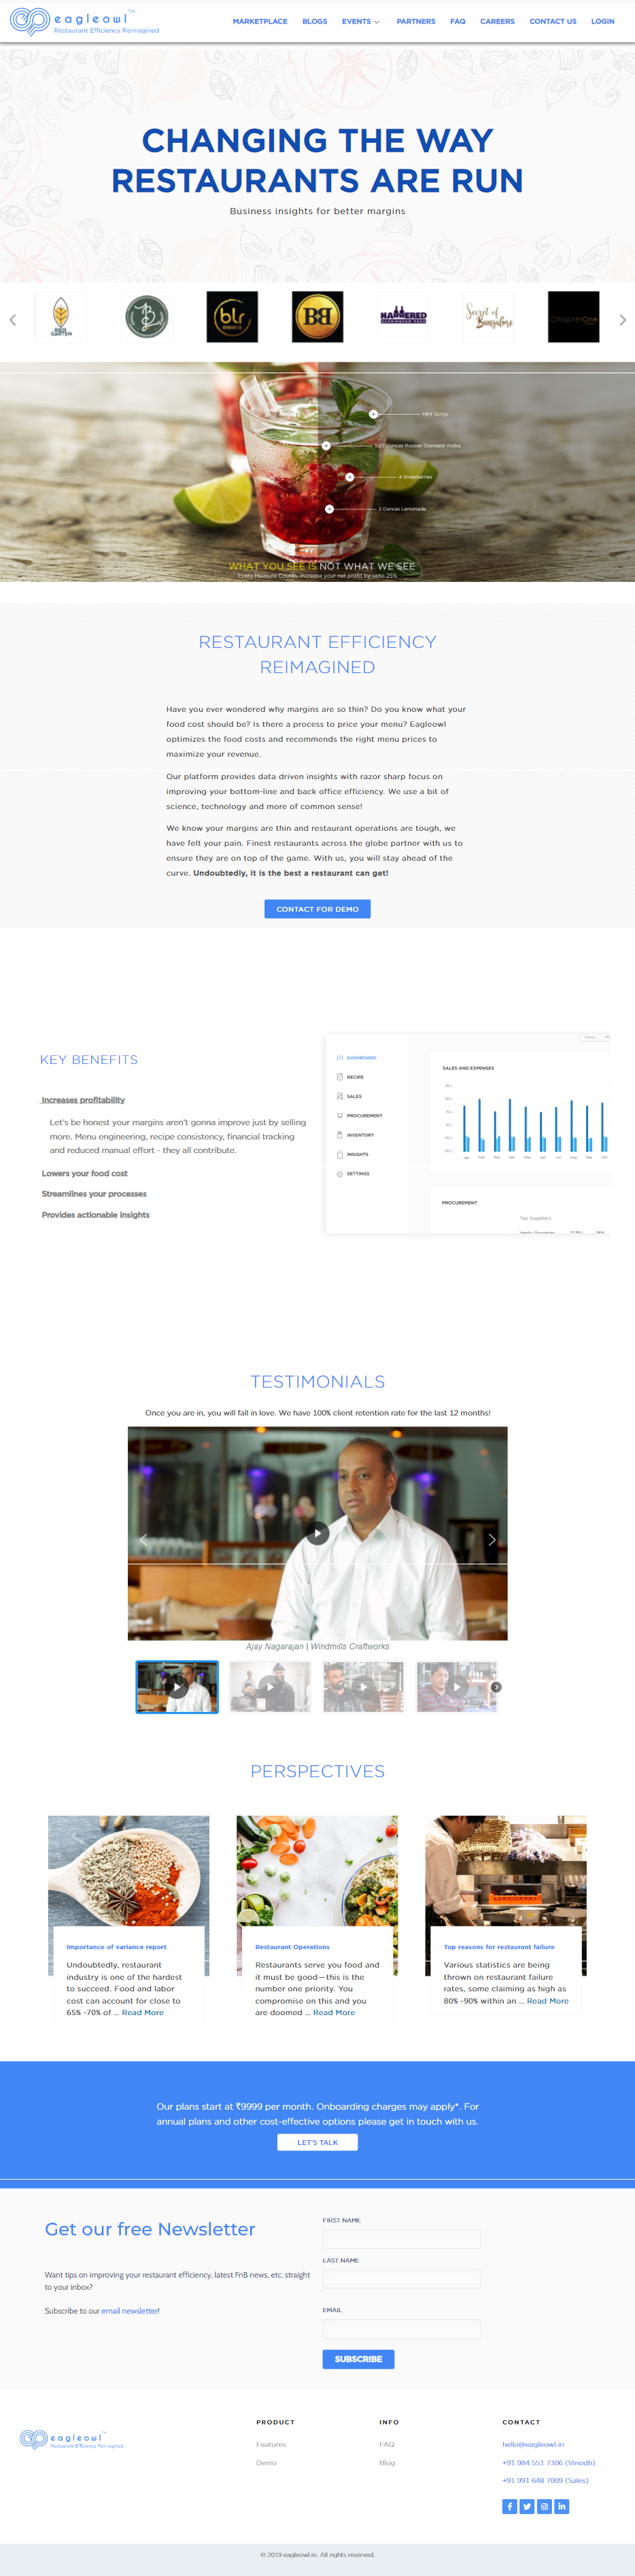 eagleowl™
Restaurant Efficiency Reimagined
MARKETPLACE BLOGS EVENTS PARTNERS FAQ CAREERS CONTACT US LOGIN
CHANGING THE WAY
RESTAURANTS ARE RUN
Business insights for better margins
BIER
GARTEN
blr
BREWING CO.
BB
HAMMERED
Secret of
Bangalore
ChapterOne
Mint Sprigs
1 1/2 Ounces Russian Standard Vodka
4 Strawberries
3 Ounces Lemonade
WHAT YOU SEE IS NOT WHAT WE SEE
Every Measure Counts. Increase your net profit by upto 25%
RESTAURANT EFFICIENCY
REIMAGINED
Have you ever wondered why margins are so thin? Do you know what your
food cost should be? Is there a process to price your menu? Eagleowl
optimizes the food costs and recommends the right menu prices to
maximize your revenue.
Our platform provides data driven insights with razor sharp focus on
improving your bottom-line and back office efficiency. We use a bit of
science, technology and more of common sense!
We know your margins are thin and restaurant operations are tough, we
have felt your pain. Finest restaurants across the globe partner with us to
ensure they are on top of the game. With us, you will stay ahead of the
curve. Undoubtedly, it is the best a restaurant can get!
CONTACT FOR DEMO
KEY BENEFITS
Increases profitability
Let's be honest your margins aren't gonna improve just by selling
more. Menu engineering, recipe consistency, financial tracking
and reduced manual effort - they all contribute.
Lowers your food cost
Streamlines your processes
Provides actionable insights
DASHBOARD
RECIPE
SALES
PROCUREMENT
INVENTORY
INSIGHTS
SETTINGS
SALES AND EXPENSES
Jan Feb Mar Apr May Jun Jul Aug Sep Oct
PROCUREMENT
Top Suppliers
TESTIMONIALS
Once you are in, you will fall in love. We have 100% client retention rate for the last 12 months!
Ajay Nagarajan | Windmills Craftworks
PERSPECTIVES
Importance of variance report
Undoubtedly, restaurant
industry is one of the hardest
to succeed. Food and labor
cost can account for close to
65% -70% of ... Read More
Restaurant Operations
Restaurants serve you food and
it must be good—this is the
number one priority. You
compromise on this and you
are doomed ... Read More
Top reasons for restaurant failure
Various statistics are being
thrown on restaurant failure
rates, some claiming as high as
80% -90% within an ... Read More
Our plans start at ₹9999 per month. Onboarding charges may apply*. For
annual plans and other cost-effective options please get in touch with us.
LET'S TALK
Get our free Newsletter
Want tips on improving your restaurant efficiency, latest FnB news, etc. straight
to your inbox?
Subscribe to our email newsletter!
FIRST NAME
LAST NAME
EMAIL
SUBSCRIBE
eagleowl™
Restaurant Efficiency Reimagined
PRODUCT
Features
Demo
INFO
FAQ
Blog
CONTACT
hello@eagleowl.in
+91 984 551 7306 (Vinodh)
+91 991 648 7009 (Sales)
© 2019 eagleowl.in. All rights reserved.